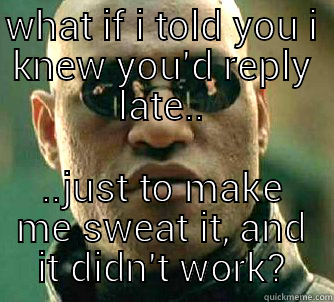 what if i told you i
knew you'd reply
late..
..just to make
me sweat it, and
it didn't work?
quickmeme.com